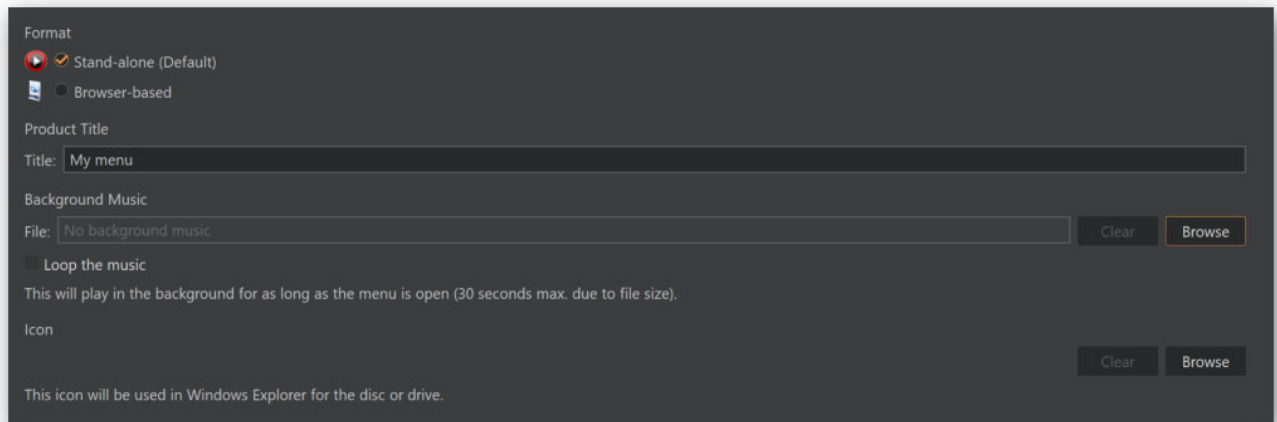 Format
Stand-alone (Default)
Browser-based
Product Title
Title: My menu
Background Music
File: No background music Clear Browse
Loop the music
This will play in the background for as long as the menu is open (30 seconds max. due to file size).
Icon
Clear Browse
This icon will be used in Windows Explorer for the disc or drive.